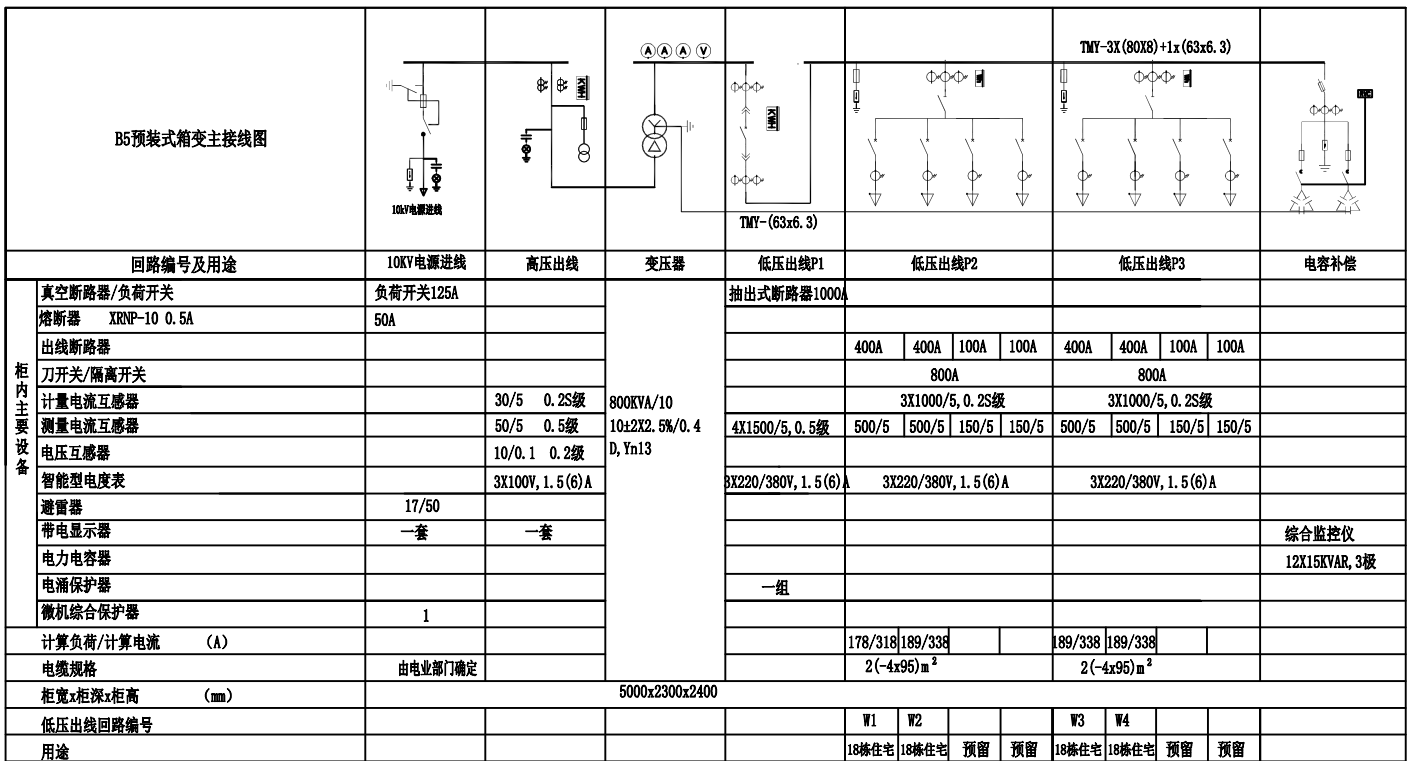 B5预装式箱变主接线图
A A A V
TMY-3X(80X8)+1x(63x6.3)
KWH
KWH
10kV电源进线
TMY-(63x6.3)
回路编号及用途 10KV电源进线 高压出线 变压器 低压出线P1 低压出线P2 低压出线P3 电容补偿
柜内主要设备
真空断路器/负荷开关 负荷开关125A 抽出式断路器1000A
熔断器 XRNP-10 0.5A 50A
出线断路器 400A 400A 100A 100A 400A 400A 100A 100A
刀开关/隔离开关 800A 800A
计量电流互感器 30/5 0.2S级 3X1000/5,0.2S级 3X1000/5,0.2S级
800KVA/10
10±2X2.5%/0.4
D,Yn13
测量电流互感器 50/5 0.5级 4X1500/5,0.5级 500/5 500/5 150/5 150/5 500/5 500/5 150/5 150/5
电压互感器 10/0.1 0.2级
智能型电度表 3X100V,1.5(6)A 3X220/380V,1.5(6)A 3X220/380V,1.5(6)A 3X220/380V,1.5(6)A
避雷器 17/50
带电显示器 一套 一套 综合监控仪
电力电容器 12X15KVAR,3极
电涌保护器 一组
微机综合保护器 1
计算负荷/计算电流 (A) 178/318 189/338 189/338 189/338
电缆规格 由电业部门确定 2(-4x95)m² 2(-4x95)m²
柜宽x柜深x柜高 (mm) 5000x2300x2400
低压出线回路编号 W1 W2 W3 W4
用途 18栋住宅 18栋住宅 预留 预留 18栋住宅 18栋住宅 预留 预留